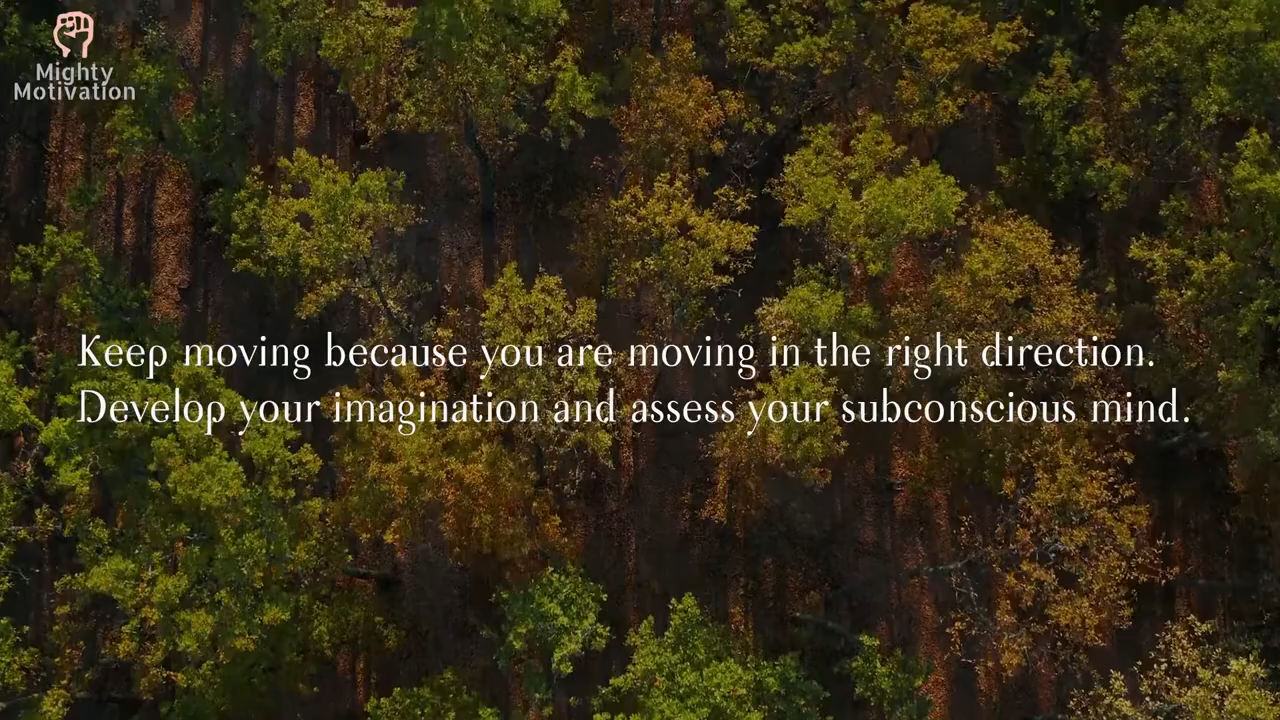 Mighty
Motivation
Keep moving because you are moving in the right direction.
Develop your imagination and assess your subconscious mind.